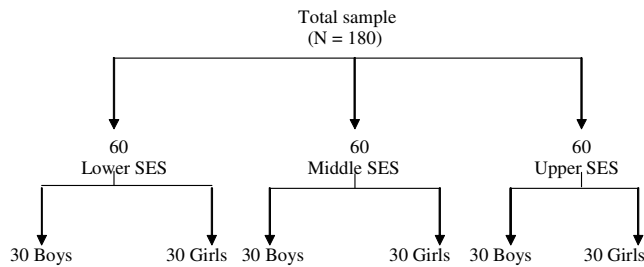 Total sample
(N = 180)
60 60 60
Lower SES Middle SES Upper SES
30 Boys 30 Girls 30 Boys 30 Girls 30 Boys 30 Girls